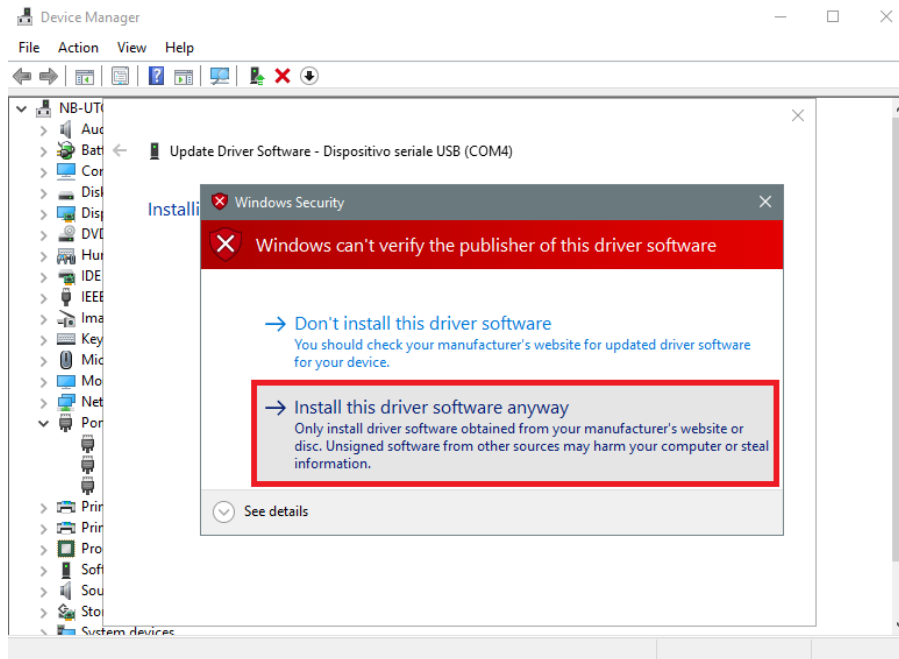 Device Manager
File Action View Help
NB-UT
Aud
Batt
Update Driver Software - Dispositivo seriale USB (COM4)
Cor
Disk
Installi
Windows Security
Disp
DVD
Windows can't verify the publisher of this driver software
Hur
IDE
IEEE
Ima
Don't install this driver software
Key
You should check your manufacturer's website for updated driver software
for your device.
Mic
Mo
Net
Install this driver software anyway
Por
Only install driver software obtained from your manufacturer's website or
disc. Unsigned software from other sources may harm your computer or steal
information.
Prin
Prin
See details
Pro
Soft
Sou
Sto
System devices